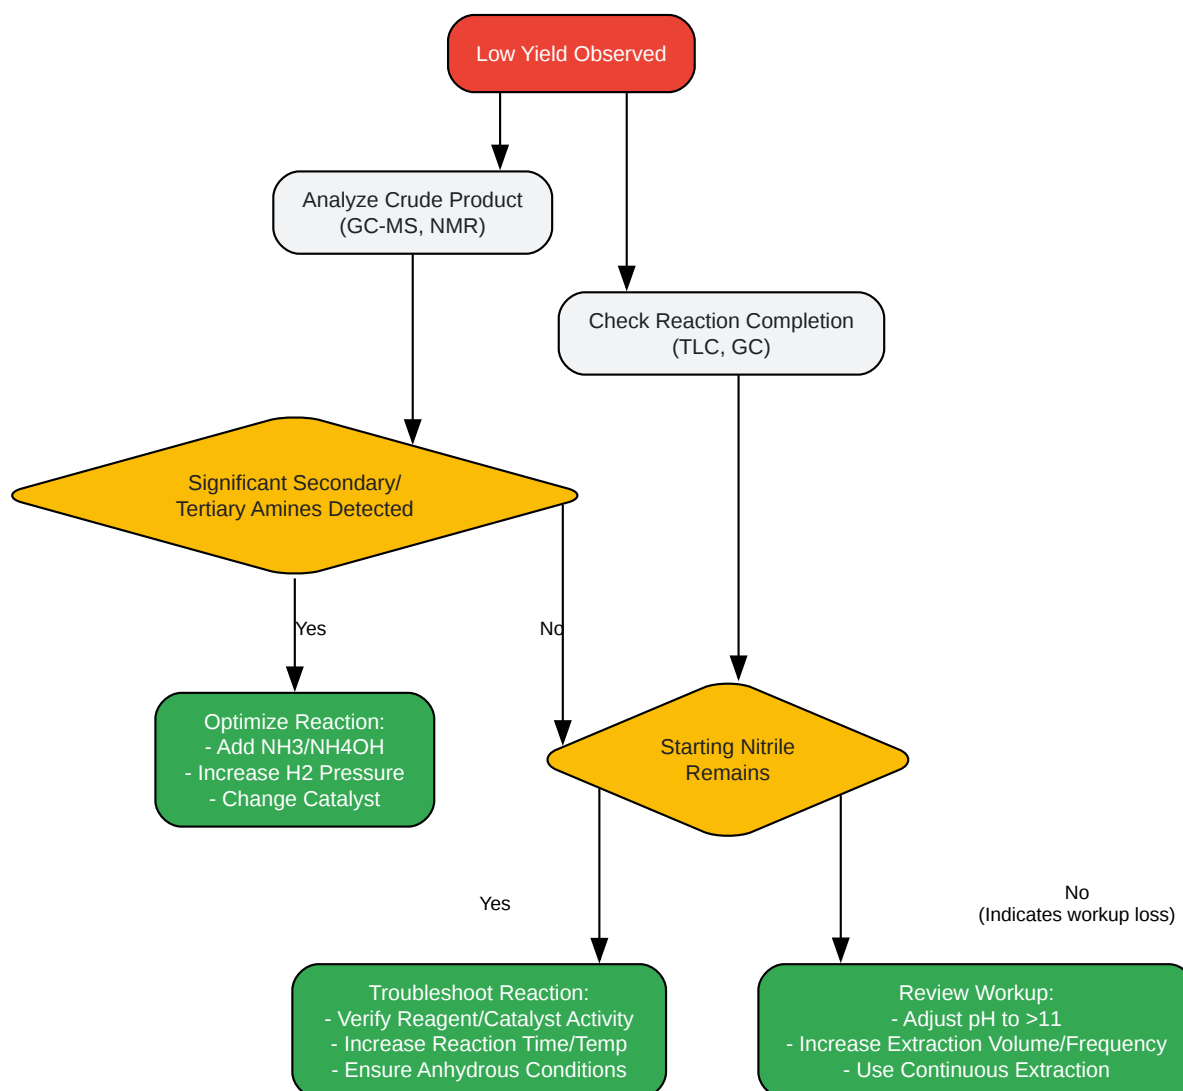 Low Yield Observed
Analyze Crude Product
(GC-MS, NMR)
Check Reaction Completion
(TLC, GC)
Significant Secondary/
Tertiary Amines Detected
Yes
No
Optimize Reaction:
- Add NH3/NH4OH
- Increase H2 Pressure
- Change Catalyst
Starting Nitrile
Remains
Yes
No
(Indicates workup loss)
Troubleshoot Reaction:
- Verify Reagent/Catalyst Activity
- Increase Reaction Time/Temp
- Ensure Anhydrous Conditions
Review Workup:
- Adjust pH to >11
- Increase Extraction Volume/Frequency
- Use Continuous Extraction